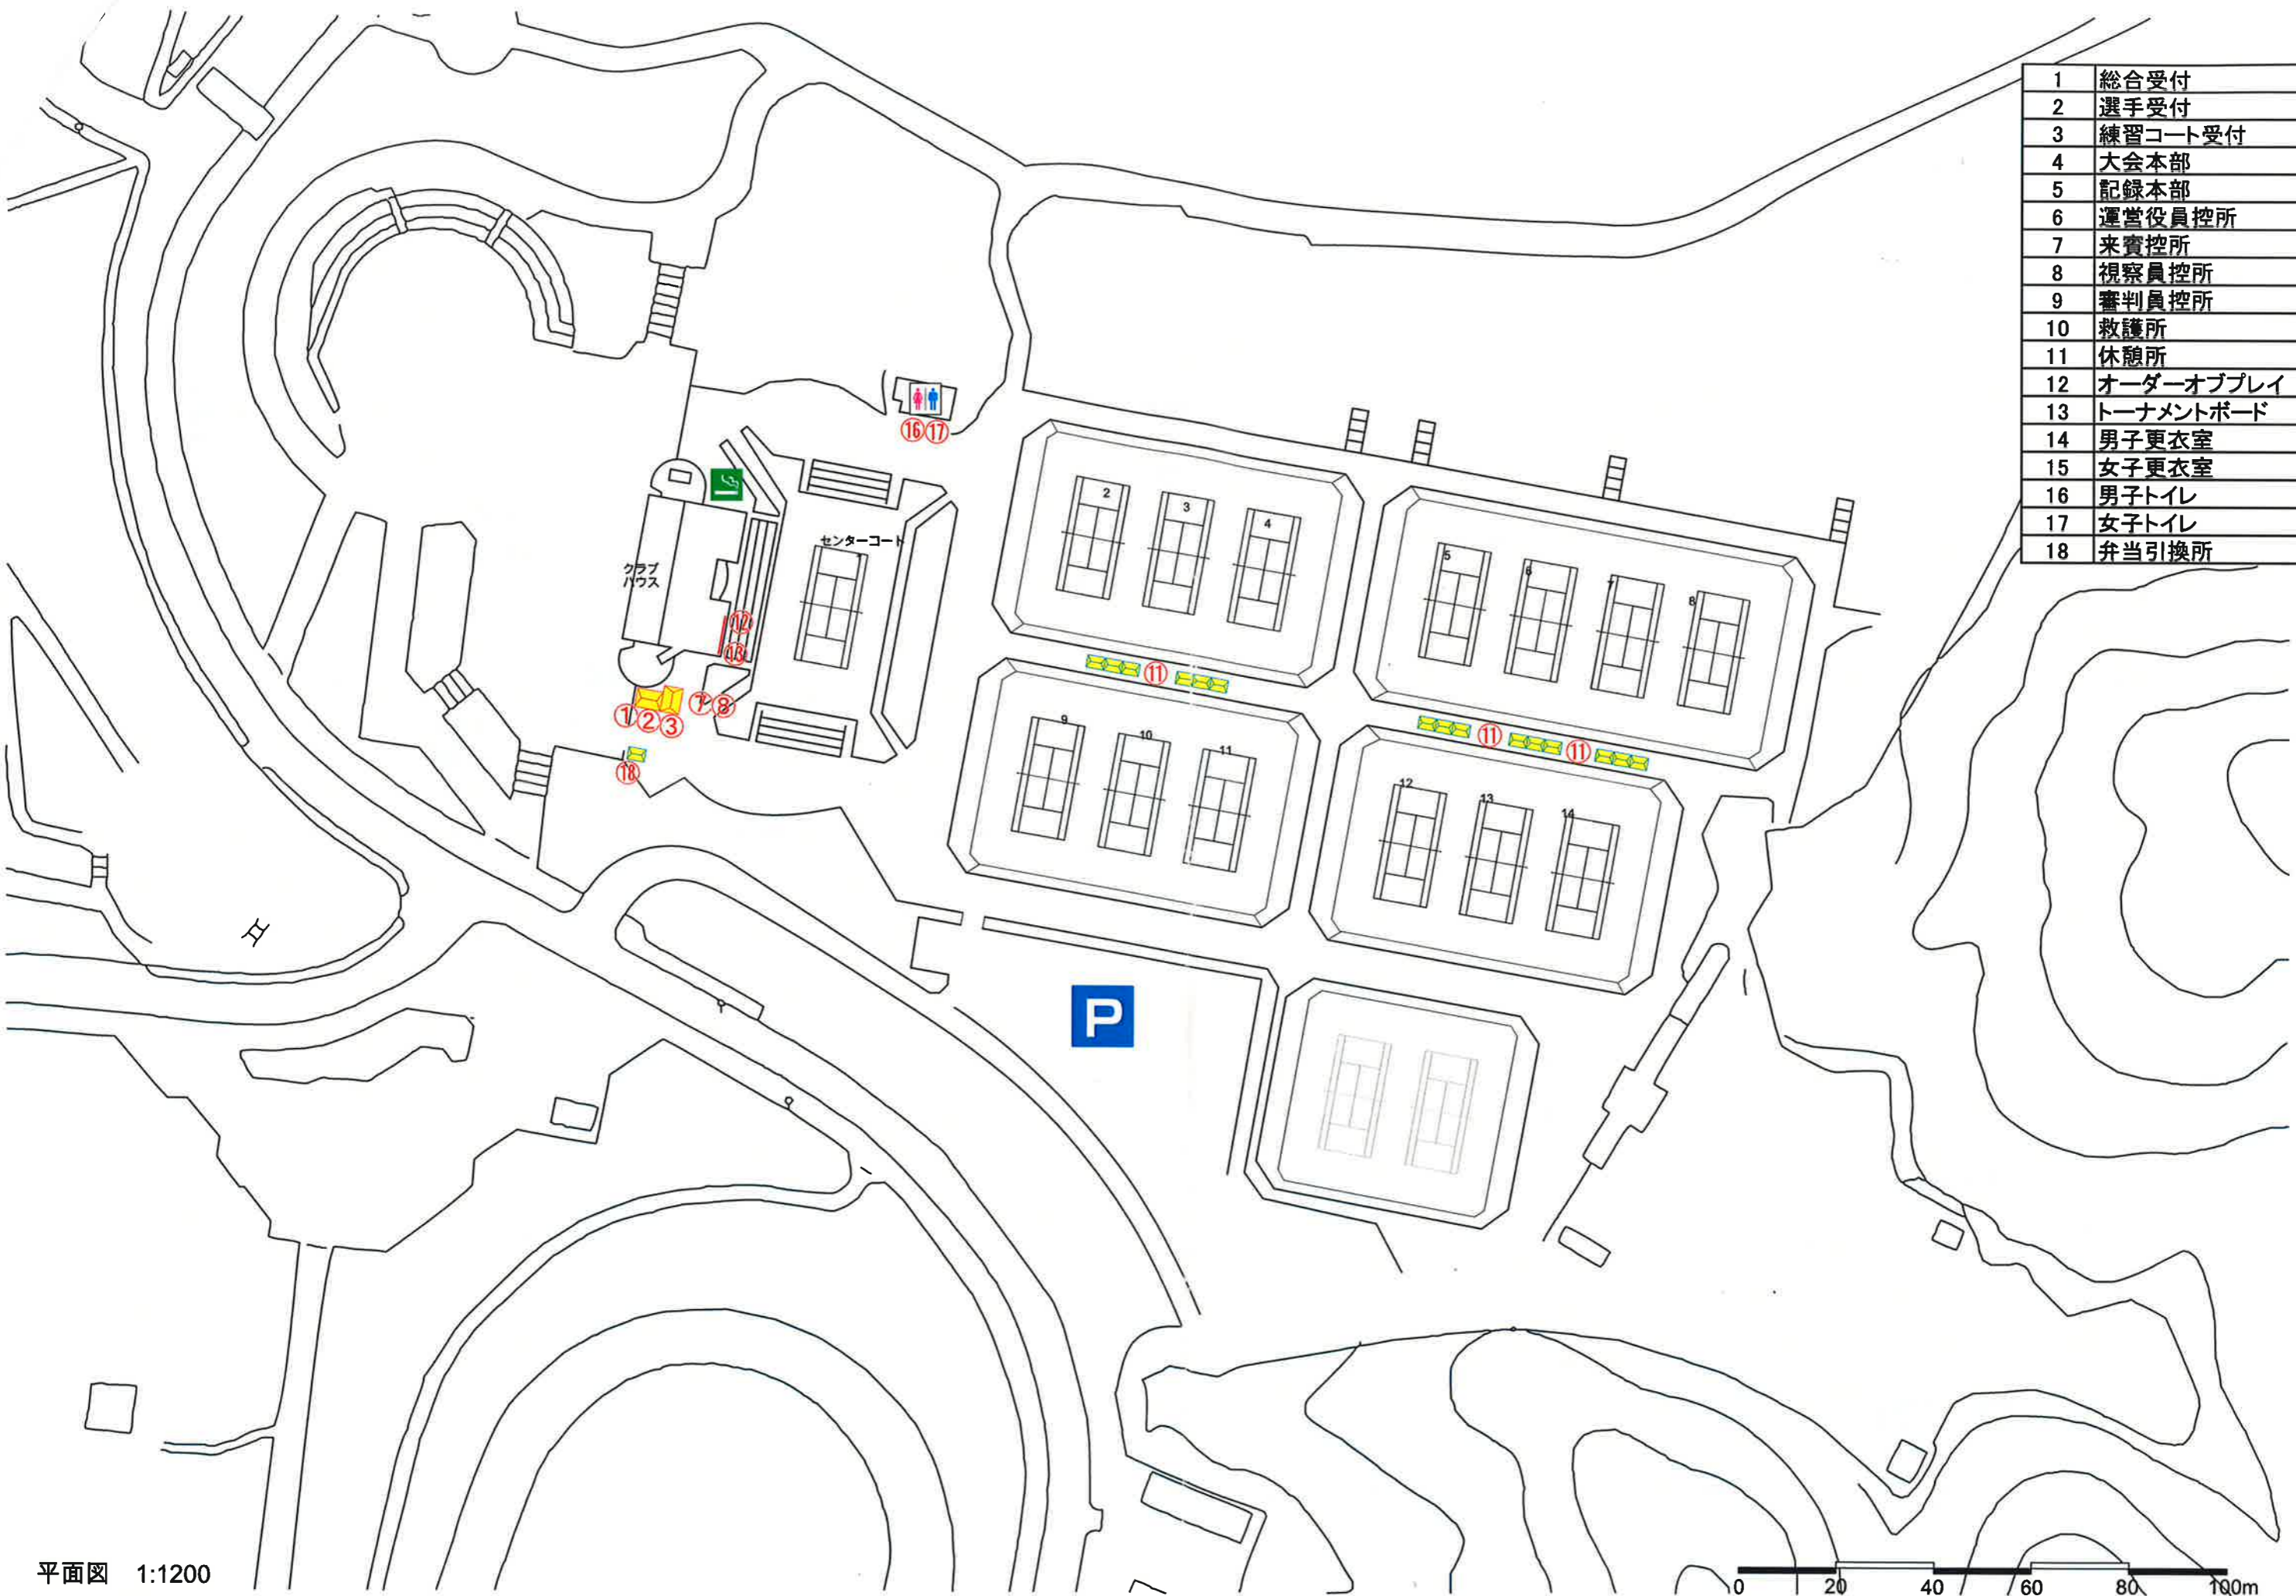 1 総合受付
2 選手受付
3 練習コート受付
4 大会本部
5 記録本部
6 運営役員控所
7 来賓控所
8 視察員控所
9 審判員控所
10 救護所
11 休憩所
12 オーダーオブプレイ
13 トーナメントボード
14 男子更衣室
15 女子更衣室
16 男子トイレ
17 女子トイレ
18 弁当引換所
⑯⑰
2
3
4
センターコート
1
5
6
7
8
クラブ
ハウス
⑫
⑬
⑪
①②③
⑦⑧
⑱
9
10
11
⑪
⑪
12
13
14
P
平面図 1:1200
0 20 40 60 80 100m